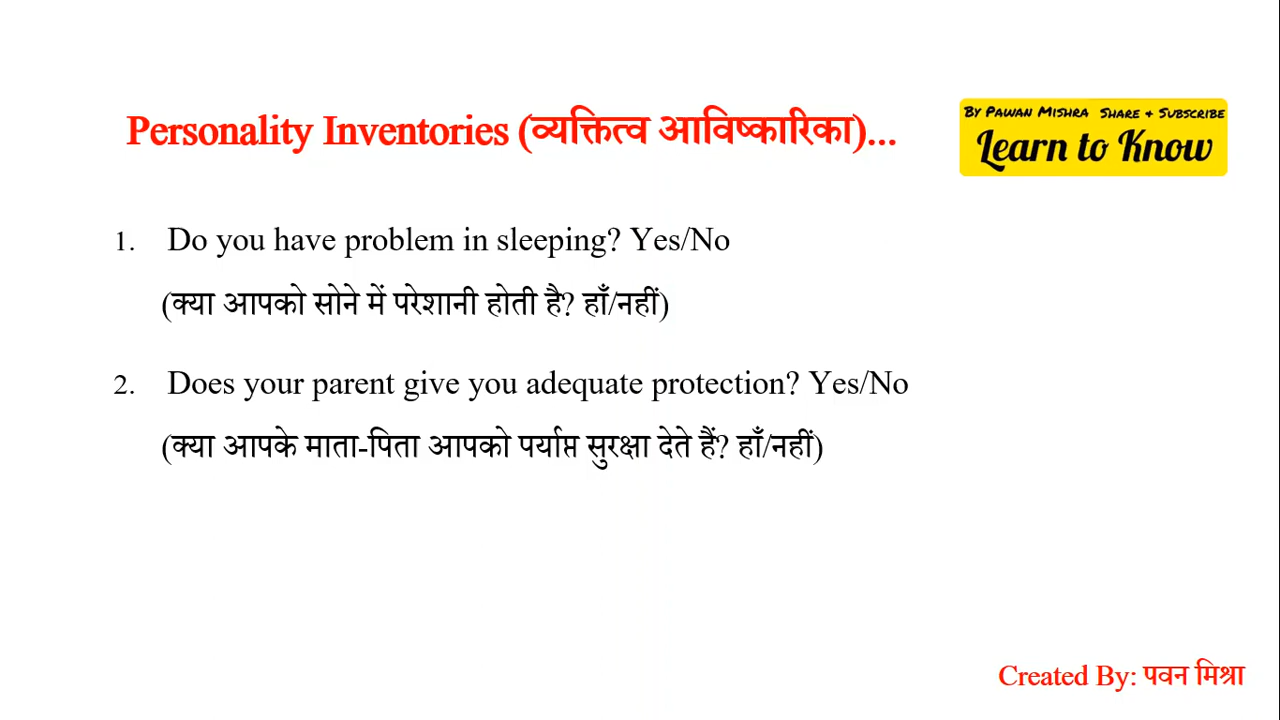 Personality Inventories (व्यक्तित्व आविष्कारिका)...
By Pawan Mishra Share & Subscribe
Learn to Know
1. Do you have problem in sleeping? Yes/No
(क्या आपको सोने में परेशानी होती है? हाँ/नहीं)
2. Does your parent give you adequate protection? Yes/No
(क्या आपके माता-पिता आपको पर्याप्त सुरक्षा देते हैं? हाँ/नहीं)
Created By: पवन मिश्रा